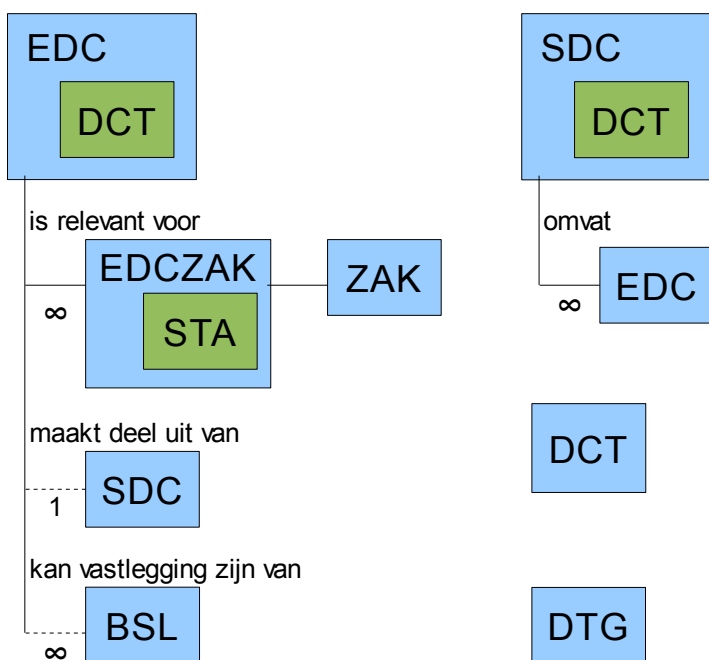 EDC
DCT
is relevant voor
EDCZAK
ZAK
∞
STA
maakt deel uit van
SDC
1
kan vastlegging zijn van
BSL
∞
SDC
DCT
omvat
EDC
∞
DCT
DTG